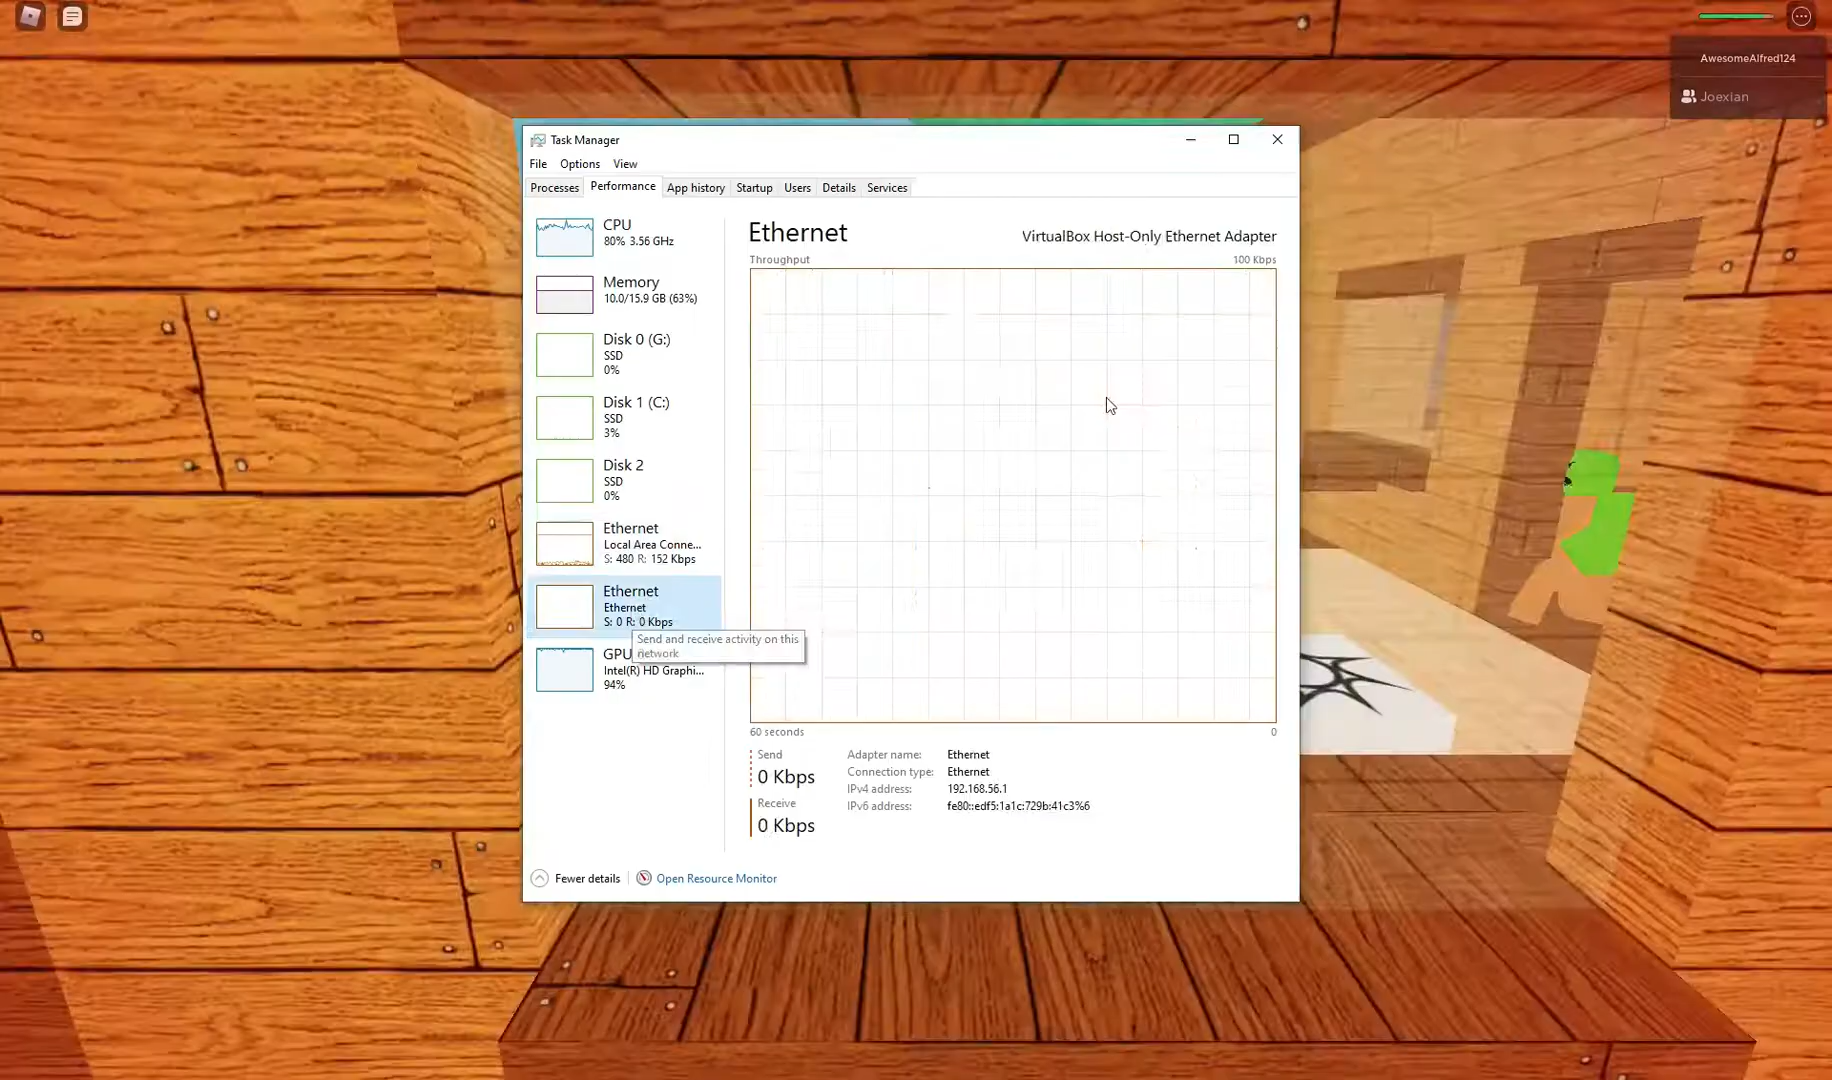 AwesomeAlfred124
Joexian
Task Manager
File Options View
Processes Performance App history Startup Users Details Services
CPU
80% 3.56 GHz
Memory
10.0/15.9 GB (63%)
Disk 0 (G:)
SSD
0%
Disk 1 (C:)
SSD
3%
Disk 2
SSD
0%
Ethernet
Local Area Conne...
S: 480 R: 152 Kbps
Ethernet
Ethernet
S: 0 R: 0 Kbps
Send and receive activity on this
network
GPU
Intel(R) HD Graphi...
94%
Ethernet
VirtualBox Host-Only Ethernet Adapter
Throughput
100 Kbps
60 seconds
0
Send
0 Kbps
Receive
0 Kbps
Adapter name: Ethernet
Connection type: Ethernet
IPv4 address: 192.168.56.1
IPv6 address: fe80::edf5:1a1c:729b:41c3%6
Fewer details
Open Resource Monitor